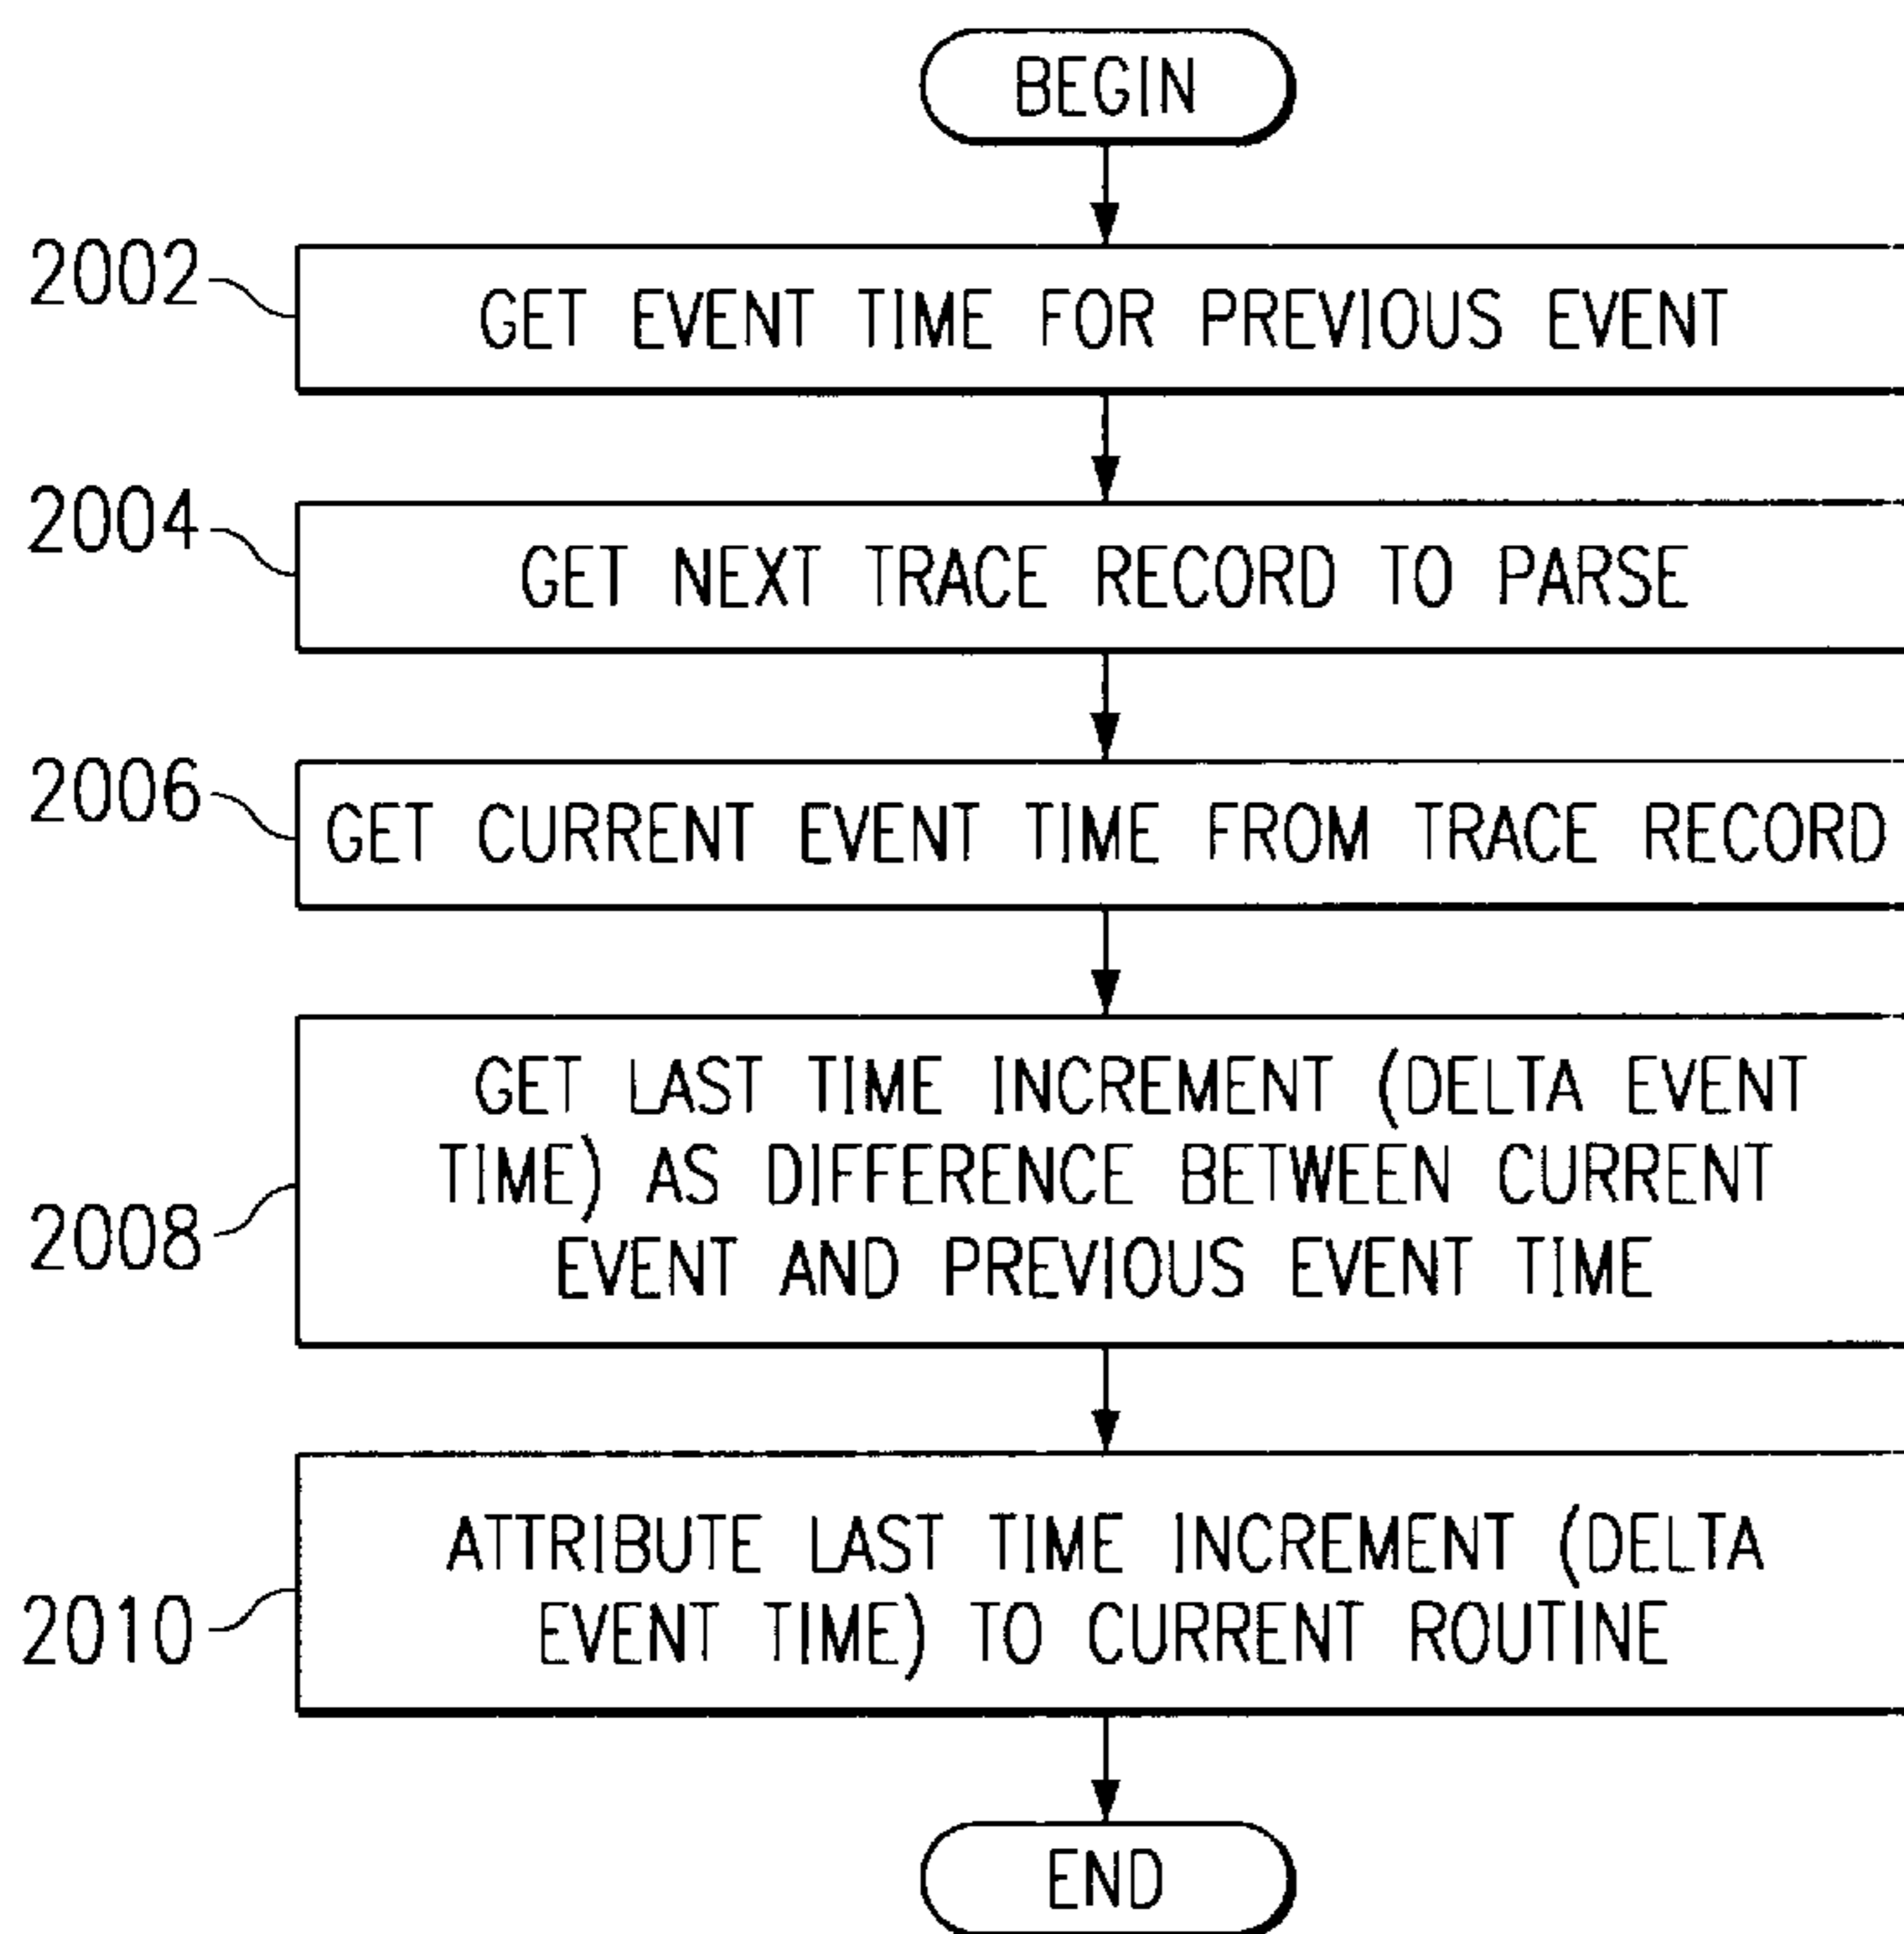 BEGIN
2002
GET EVENT TIME FOR PREVIOUS EVENT
2004
GET NEXT TRACE RECORD TO PARSE
2006
GET CURRENT EVENT TIME FROM TRACE RECORD
2008
GET LAST TIME INCREMENT (DELTA EVENT
TIME) AS DIFFERENCE BETWEEN CURRENT
EVENT AND PREVIOUS EVENT TIME
2010
ATTRIBUTE LAST TIME INCREMENT (DELTA
EVENT TIME) TO CURRENT ROUTINE
END